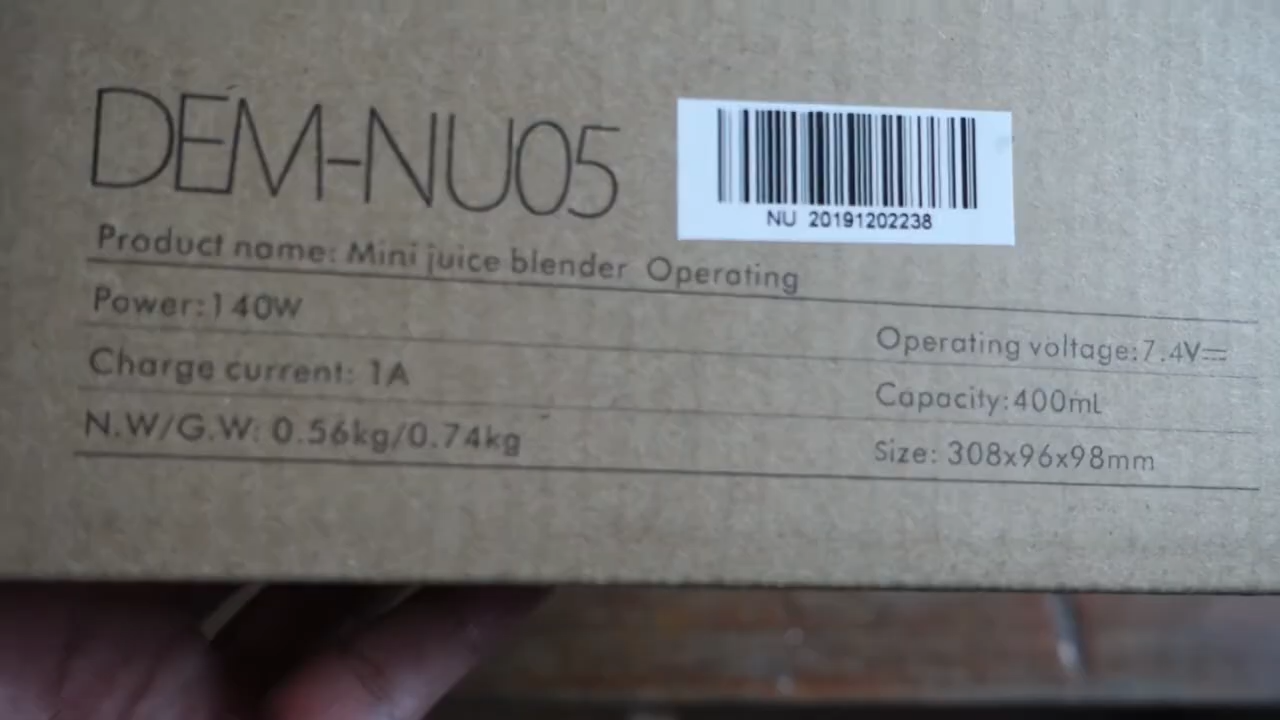 DEM-NU05
NU 20191202238
Product name: Mini juice blender Operating
Power:140W
Operating voltage:7.4V⎓
Charge current: 1A
Capacity:400mL
N.W/G.W: 0.56kg/0.74kg
Size: 308x96x98mm